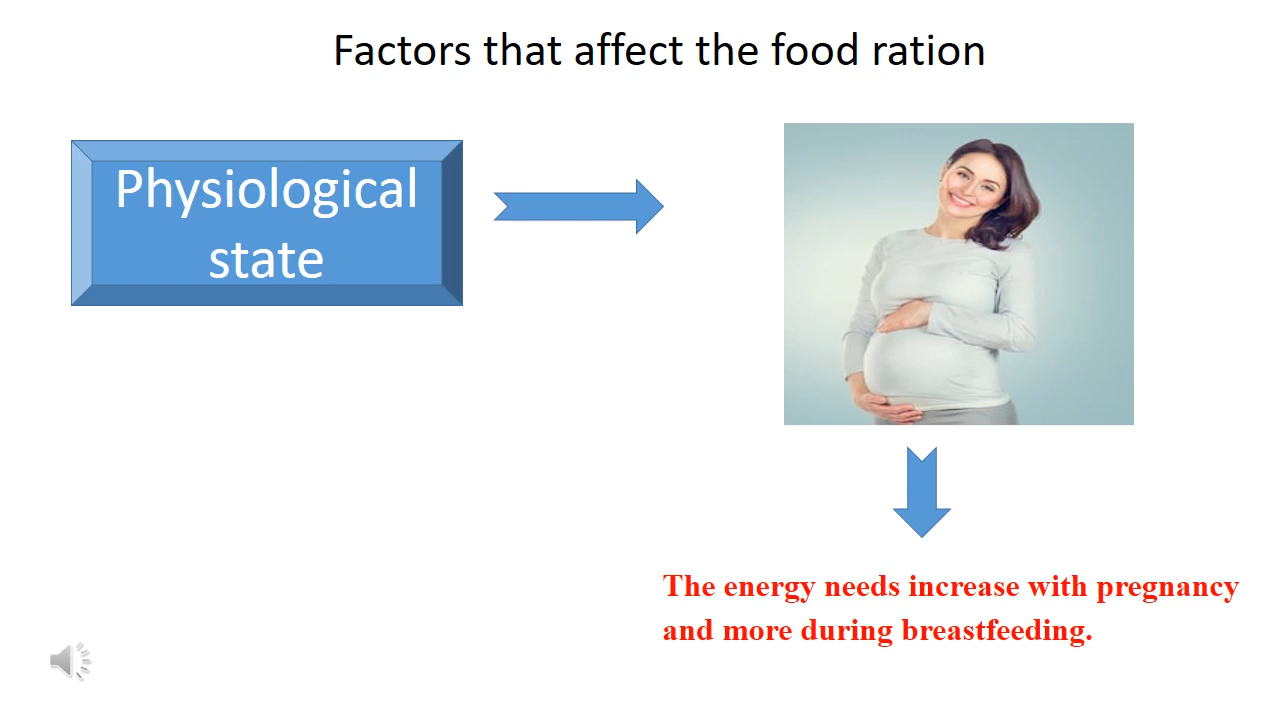 Factors that affect the food ration
Physiological
state
The energy needs increase with pregnancy
and more during breastfeeding.